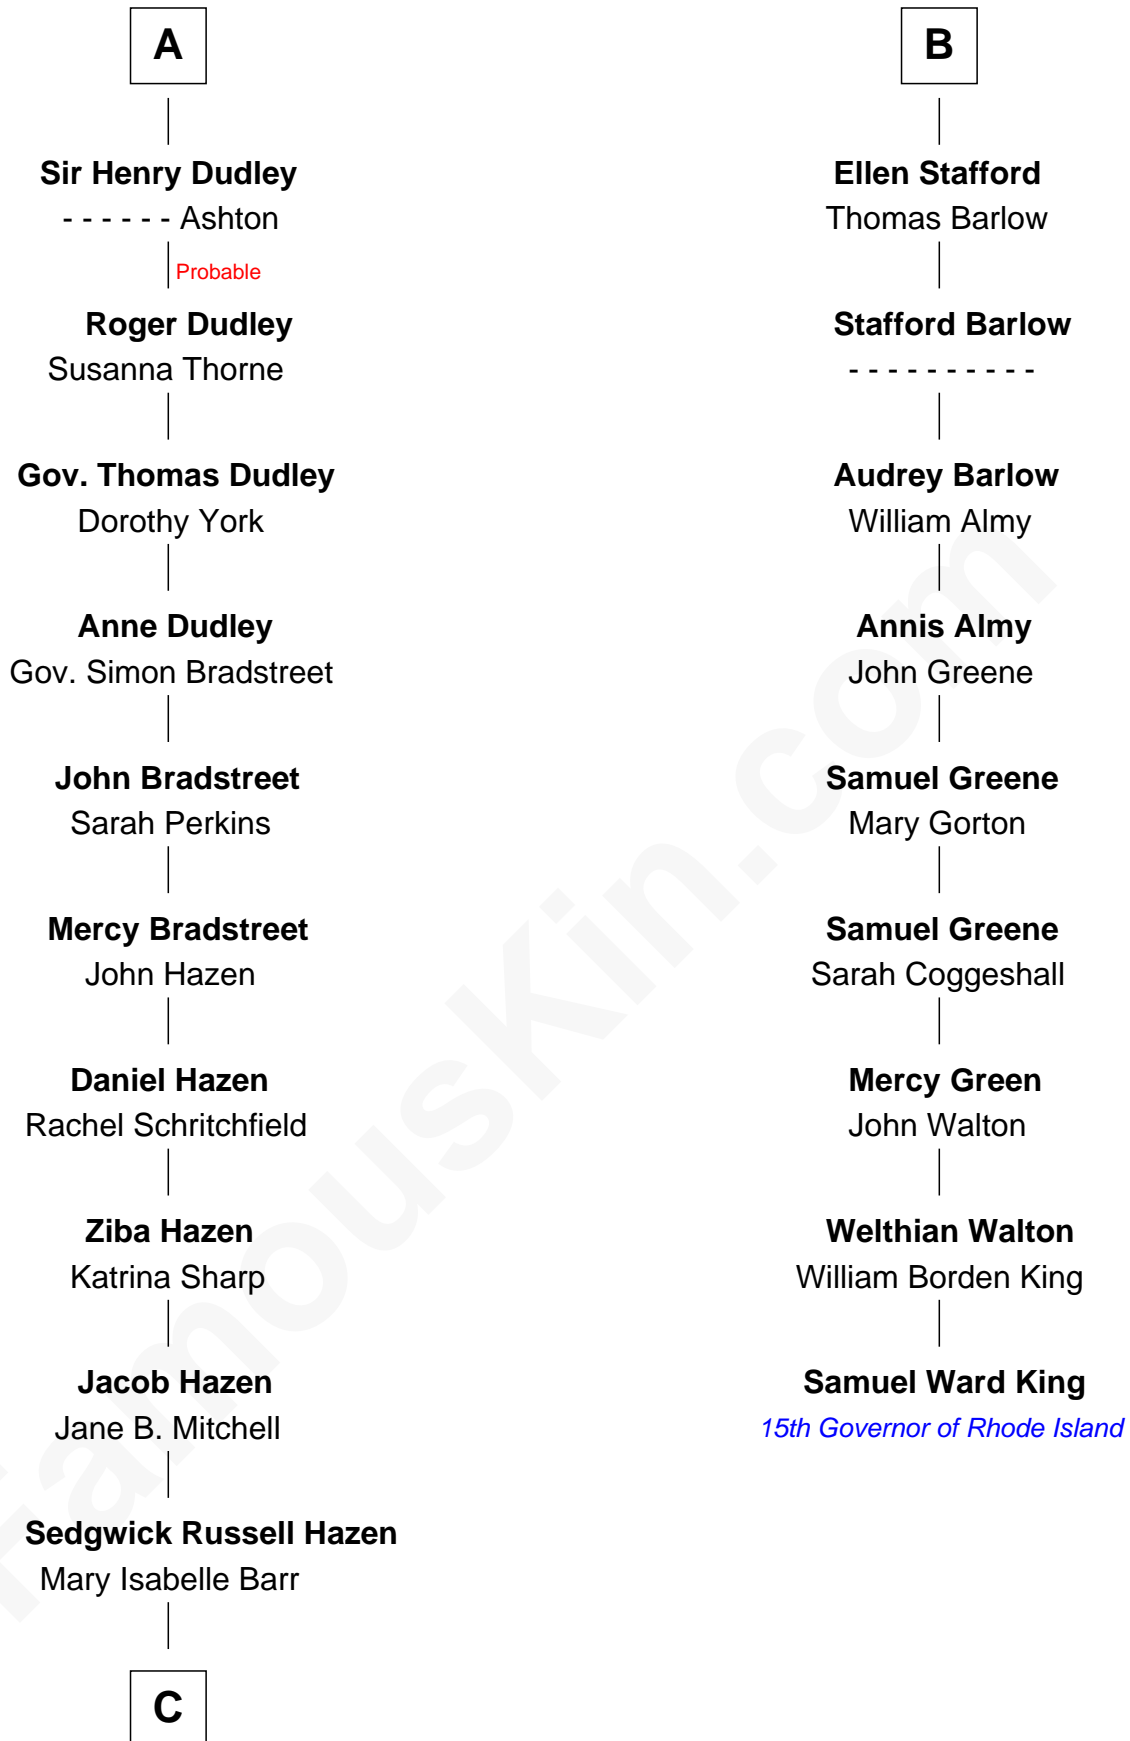 A
Sir Henry Dudley
- - - - - - Ashton
Probable
Roger Dudley
Susanna Thorne
Gov. Thomas Dudley
Dorothy York
Anne Dudley
Gov. Simon Bradstreet
John Bradstreet
Sarah Perkins
Mercy Bradstreet
John Hazen
Daniel Hazen
Rachel Schritchfield
Ziba Hazen
Katrina Sharp
Jacob Hazen
Jane B. Mitchell
Sedgwick Russell Hazen
Mary Isabelle Barr
C
B
Ellen Stafford
Thomas Barlow
Stafford Barlow
- - - - - - - - - -
Audrey Barlow
William Almy
Annis Almy
John Greene
Samuel Greene
Mary Gorton
Samuel Greene
Sarah Coggeshall
Mercy Green
John Walton
Welthian Walton
William Borden King
Samuel Ward King
15th Governor of Rhode Island
FamousKin.com